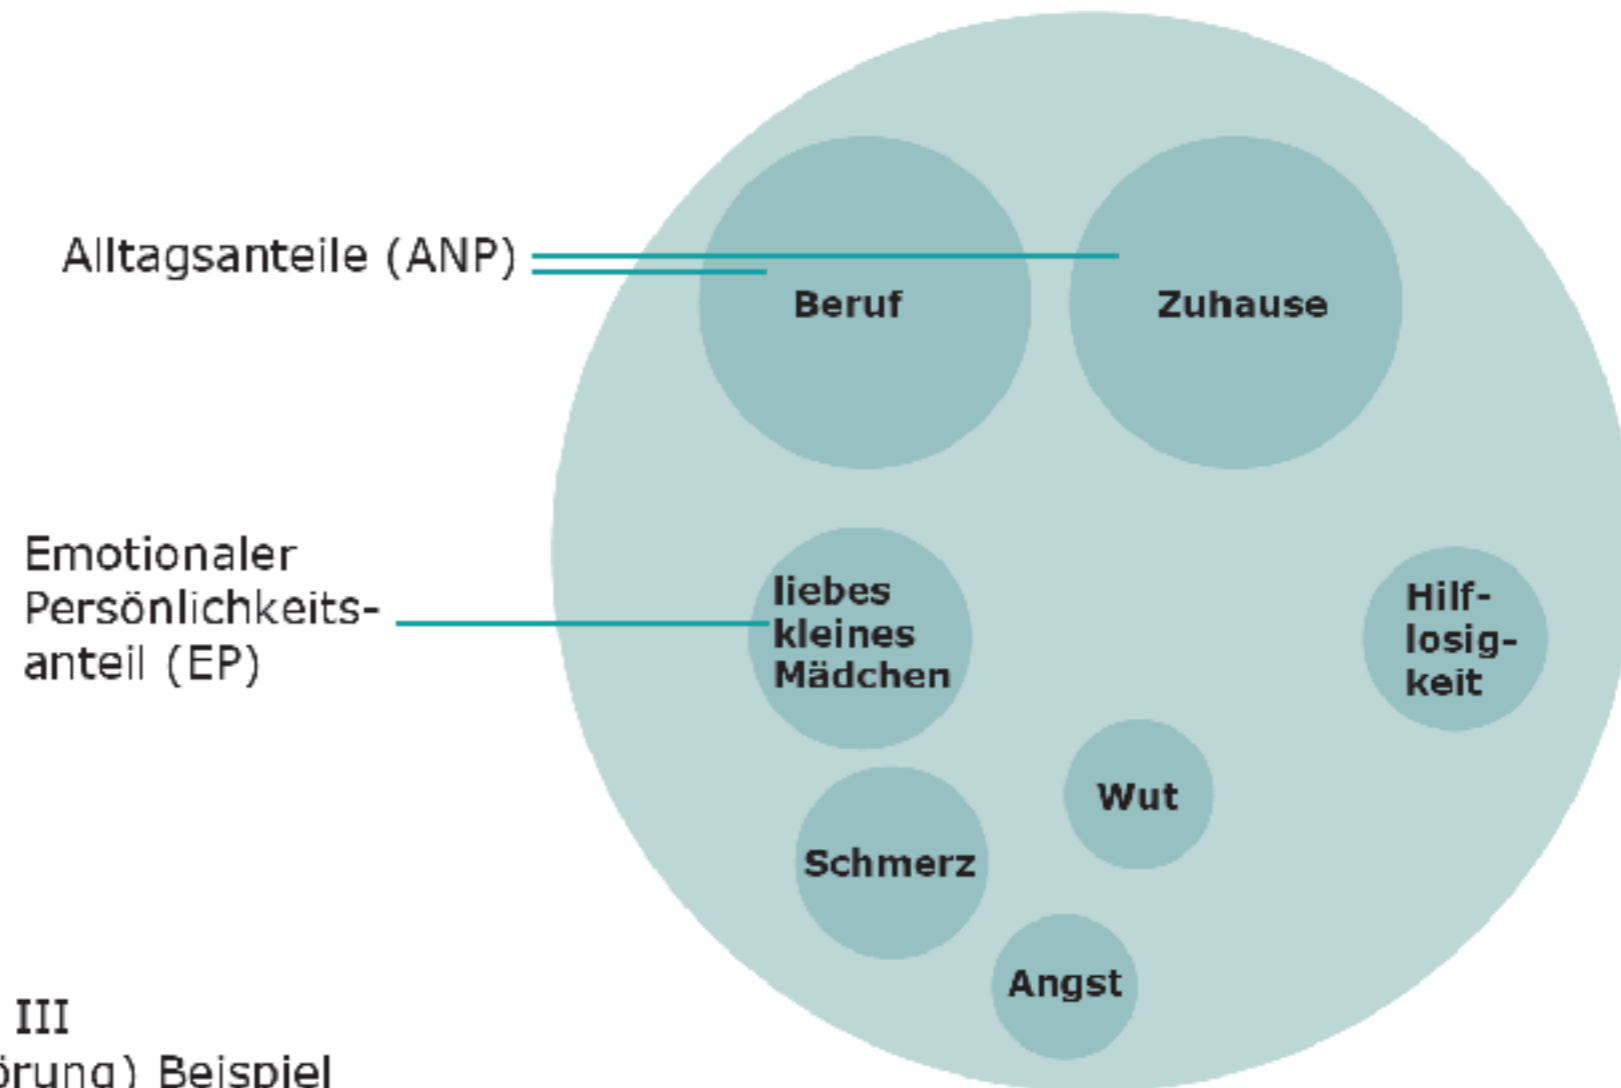 Alltagsanteile (ANP)
Beruf
Zuhause
Emotionaler
Persönlichkeits-
anteil (EP)
liebes
kleines
Mädchen
Hilf-
losig-
keit
Wut
Schmerz
Angst
III
örung) Beispiel